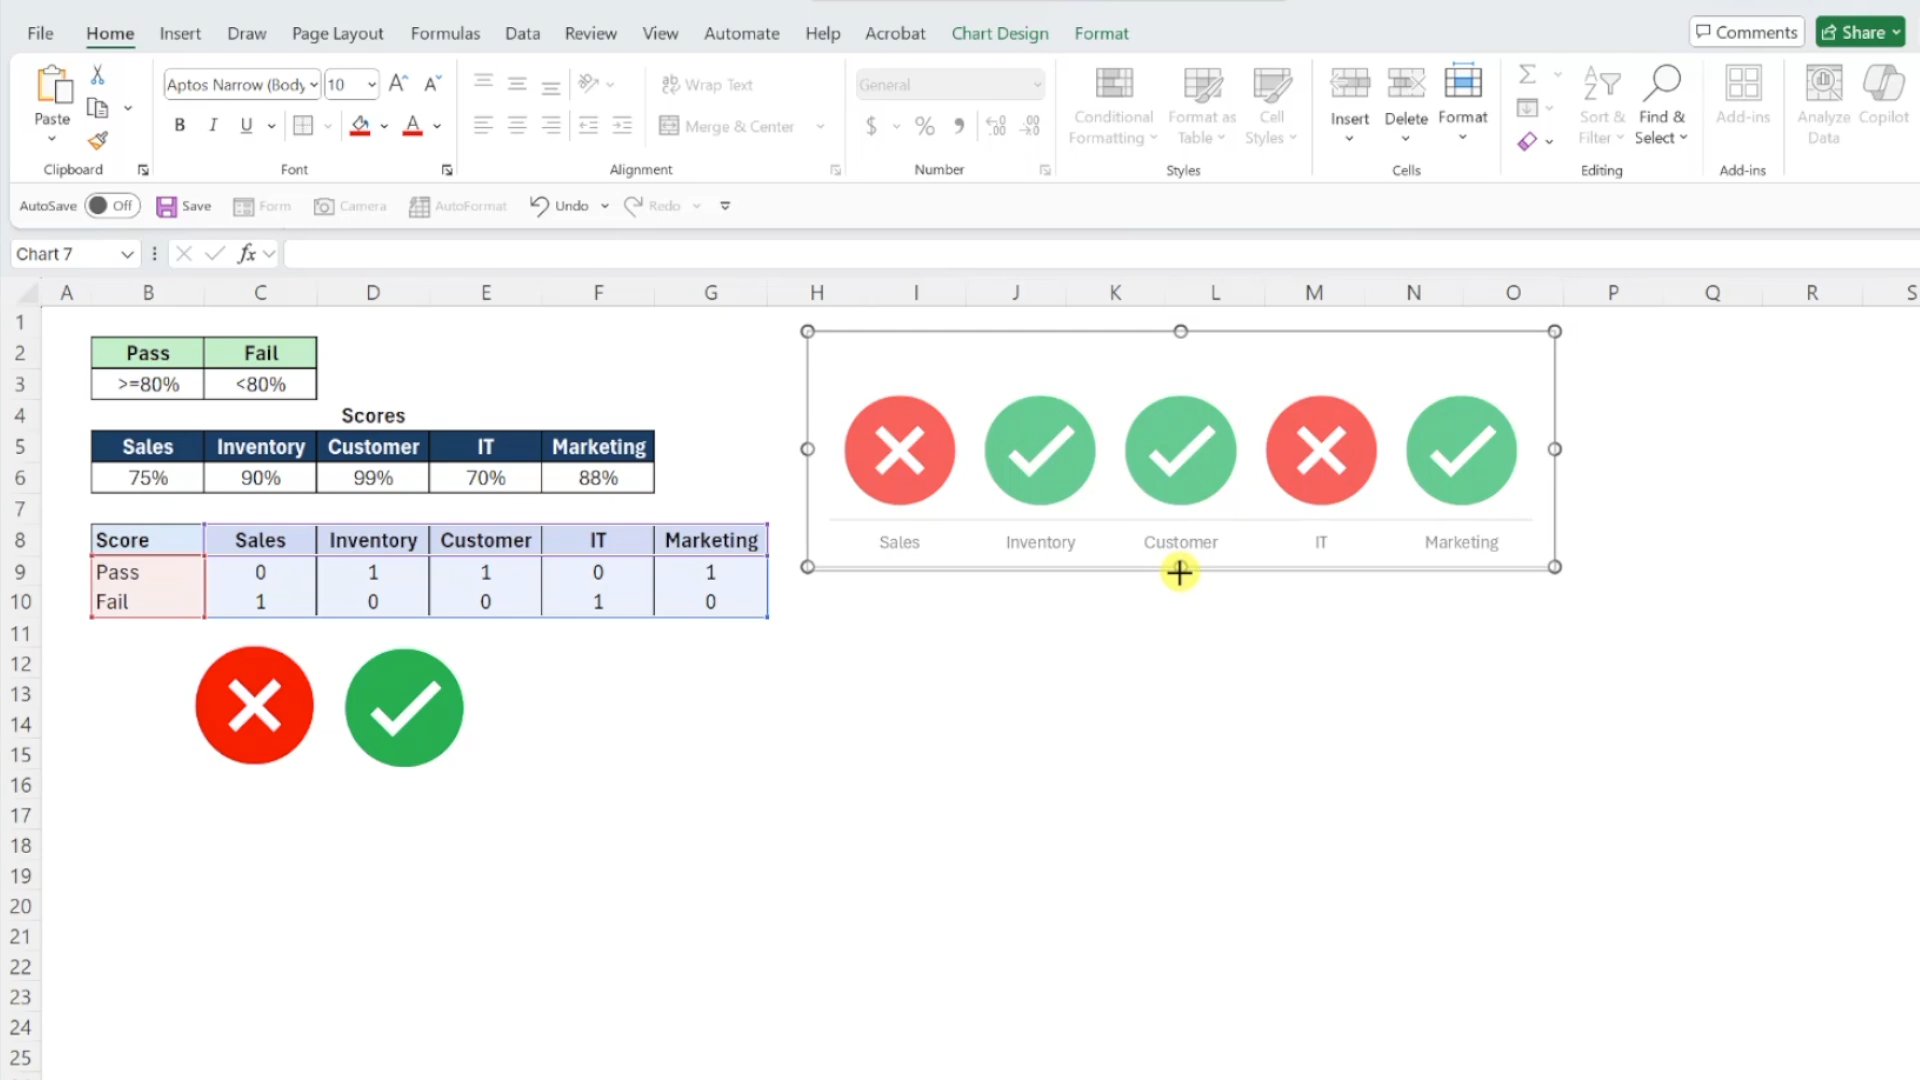 File Home Insert Draw Page Layout Formulas Data Review View Automate Help Acrobat Chart Design Format Comments Share
Paste
Clipboard
Aptos Narrow (Body 10
B I U A
Font
Wrap Text
Merge & Center
Alignment
General
$ % 9
Number
Conditional Formatting
Format as Table
Cell Styles
Styles
Insert Delete Format
Cells
Sort & Filter
Find & Select
Editing
Add-ins
Add-ins
Analyze Data
Copilot
AutoSave Off Save Form Camera AutoFormat Undo Redo
Chart 7 fx
A B C D E F G H I J K L M N O P Q R S
1
2 Pass Fail
3 >=80% <80%
4 Scores
5 Sales Inventory Customer IT Marketing
6 75% 90% 99% 70% 88%
7
8 Score Sales Inventory Customer IT Marketing
9 Pass 0 1 1 0 1
10 Fail 1 0 0 1 0
11
12
13
14
15
16
17
18
19
20
21
22
23
24
25
Sales Inventory Customer IT Marketing